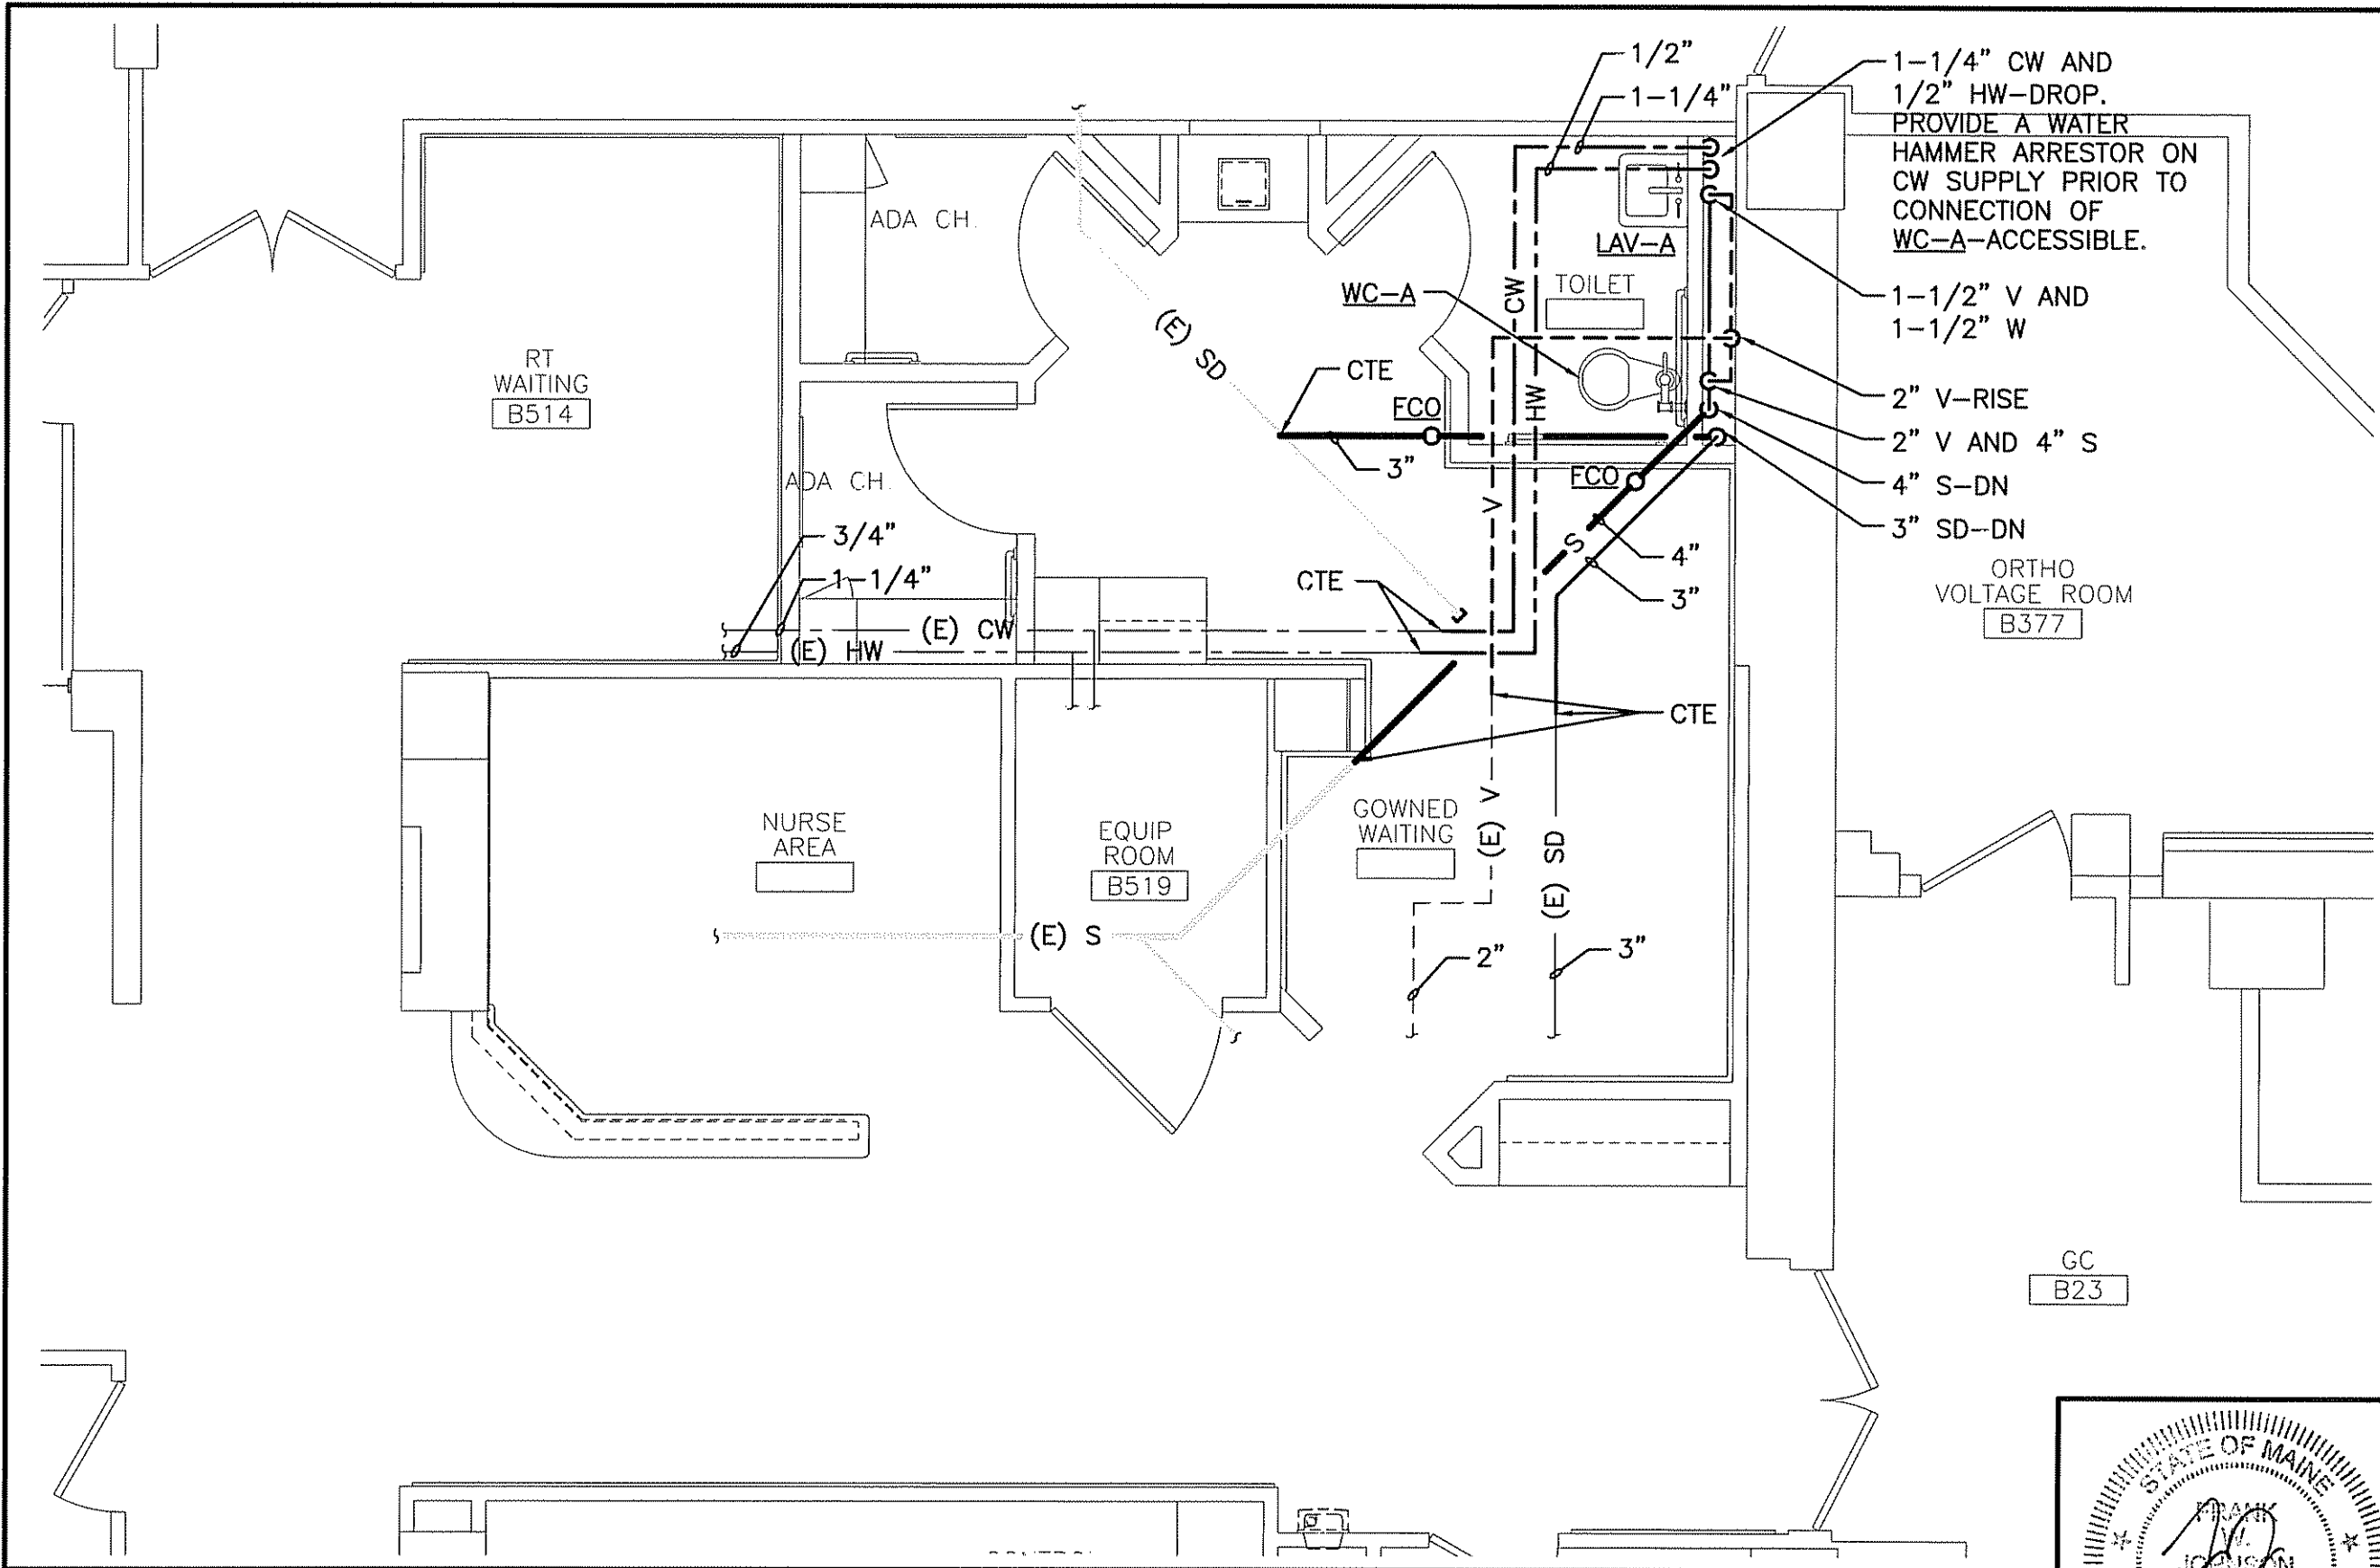 1/2"
1-1/4"
1-1/4" CW AND
1/2" HW-DROP.
PROVIDE A WATER
HAMMER ARRESTOR ON
CW SUPPLY PRIOR TO
CONNECTION OF
WC-A-ACCESSIBLE.
1-1/2" V AND
1-1/2" W
2" V-RISE
2" V AND 4" S
4" S-DN
3" SD-DN
ADA CH.
LAV-A
TOILET
WC-A
CW
HW
(E) SD
RT
WAITING
B514
CTE
FCO
3"
FCO
V
S
4"
3"
ADA CH.
3/4"
1-1/4"
CTE
(E) CW
(E) HW
ORTHO
VOLTAGE ROOM
B377
CTE
NURSE
AREA
EQUIP
ROOM
B519
GOWNED
WAITING
(E) V
(E) SD
(E) S
2"
3"
GC
B23
STATE OF MAINE
FRANK
W.
JOHNSON